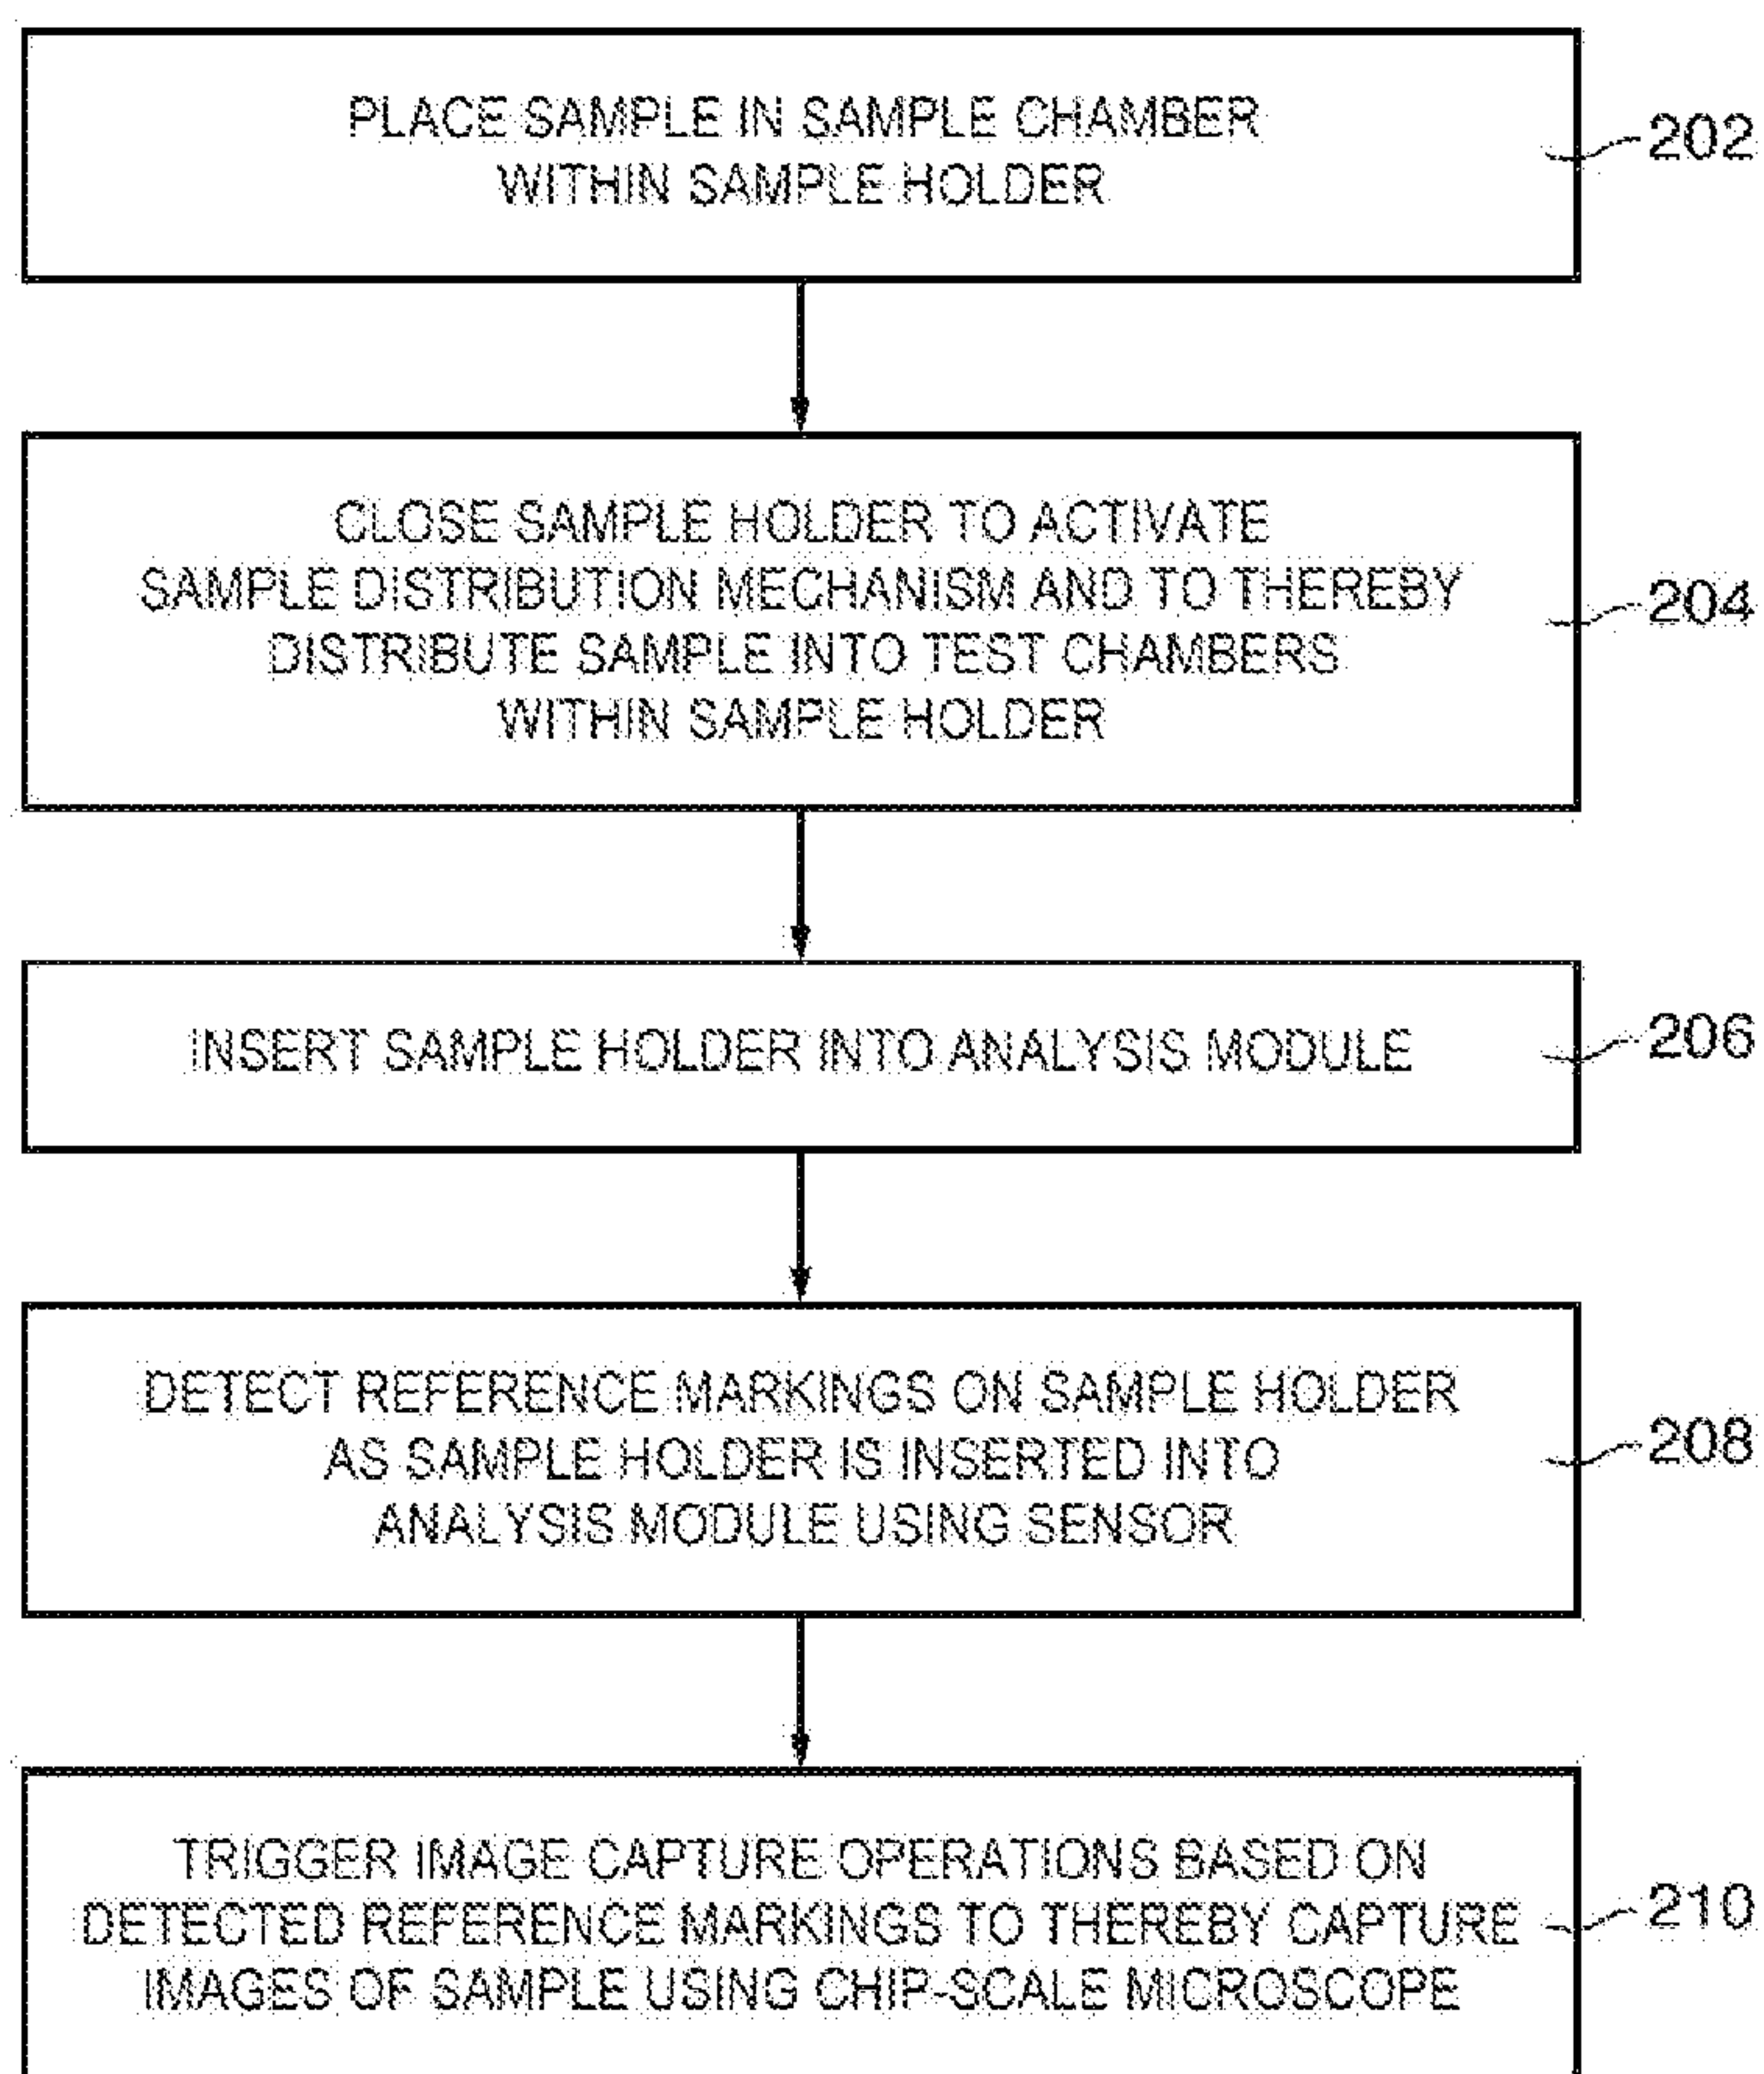 PLACE SAMPLE IN SAMPLE CHAMBER
WITHIN SAMPLE HOLDER
202
CLOSE SAMPLE HOLDER TO ACTIVATE
SAMPLE DISTRIBUTION MECHANISM AND TO THEREBY
DISTRIBUTE SAMPLE INTO TEST CHAMBERS
WITHIN SAMPLE HOLDER
204
INSERT SAMPLE HOLDER INTO ANALYSIS MODULE
206
DETECT REFERENCE MARKINGS ON SAMPLE HOLDER
AS SAMPLE HOLDER IS INSERTED INTO
ANALYSIS MODULE USING SENSOR
208
TRIGGER IMAGE CAPTURE OPERATIONS BASED ON
DETECTED REFERENCE MARKINGS TO THEREBY CAPTURE
IMAGES OF SAMPLE USING CHIP-SCALE MICROSCOPE
210